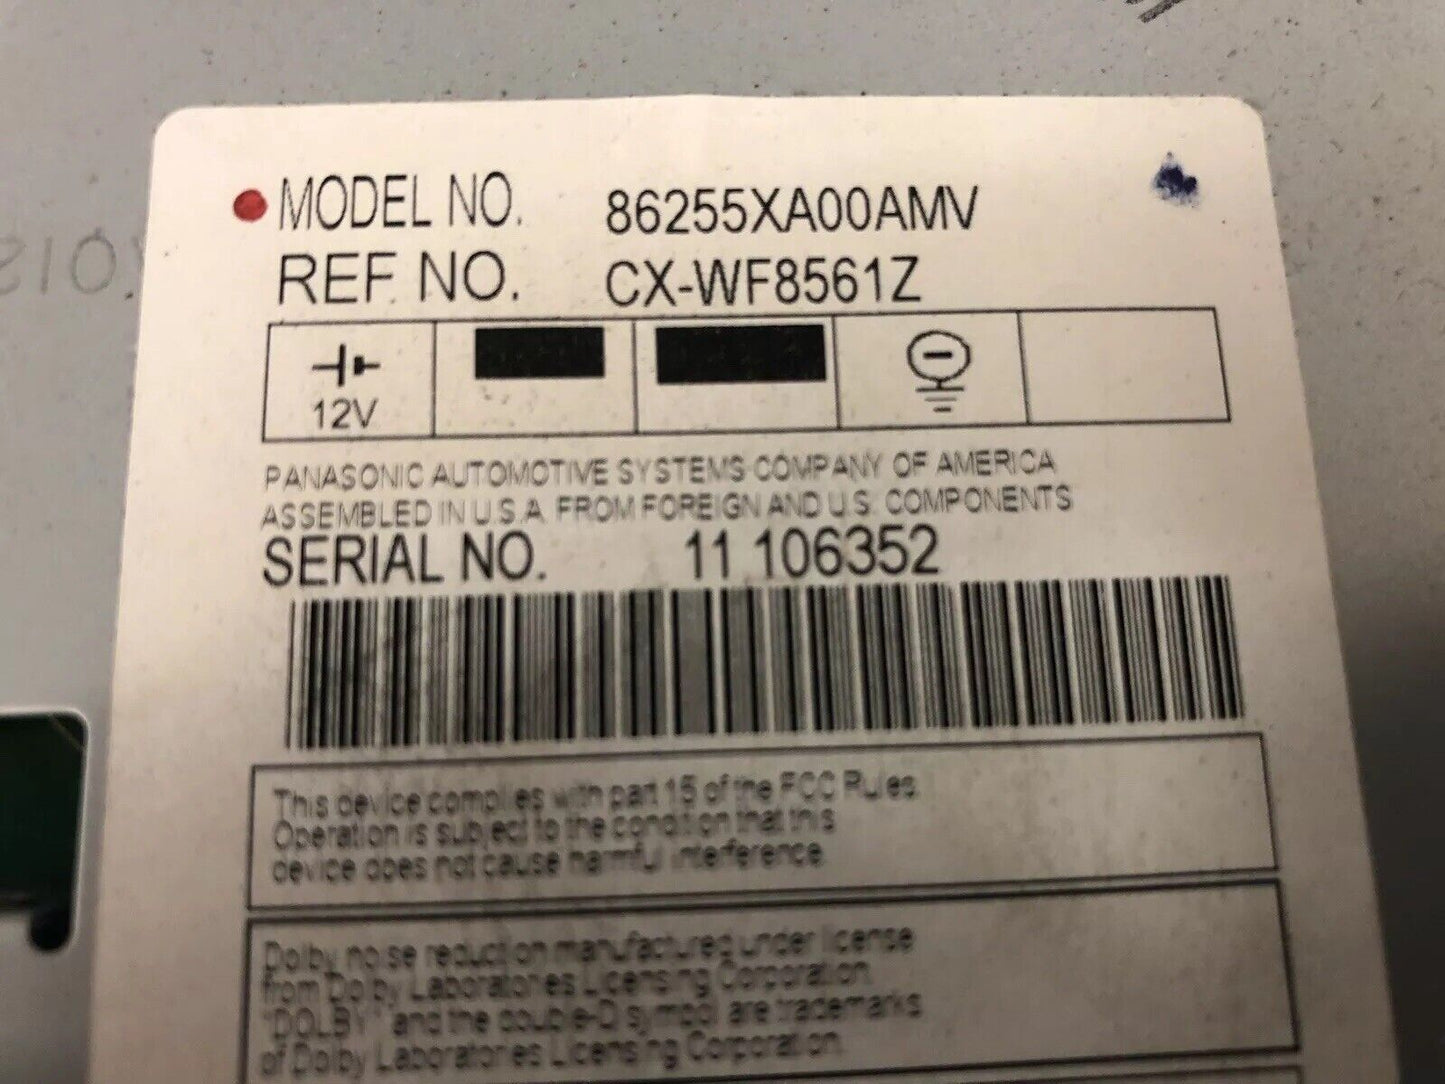 MODEL NO. 86255XA00AMV
REF. NO. CX-WF8561Z
12V
PANASONIC AUTOMOTIVE SYSTEMS COMPANY OF AMERICA
ASSEMBLED IN U.S.A. FROM FOREIGN AND U.S. COMPONENTS
SERIAL NO. 11 106352
This device complies with part 15 of the FCC Rules
Operation is subject to the condition that this
device does not cause harmful interference.
Dolby noise reduction manufactured under license
from Dolby Laboratories Licensing Corporation.
"DOLBY" and the double-D symbol are trademarks
of Dolby Laboratories Licensing Corporation.